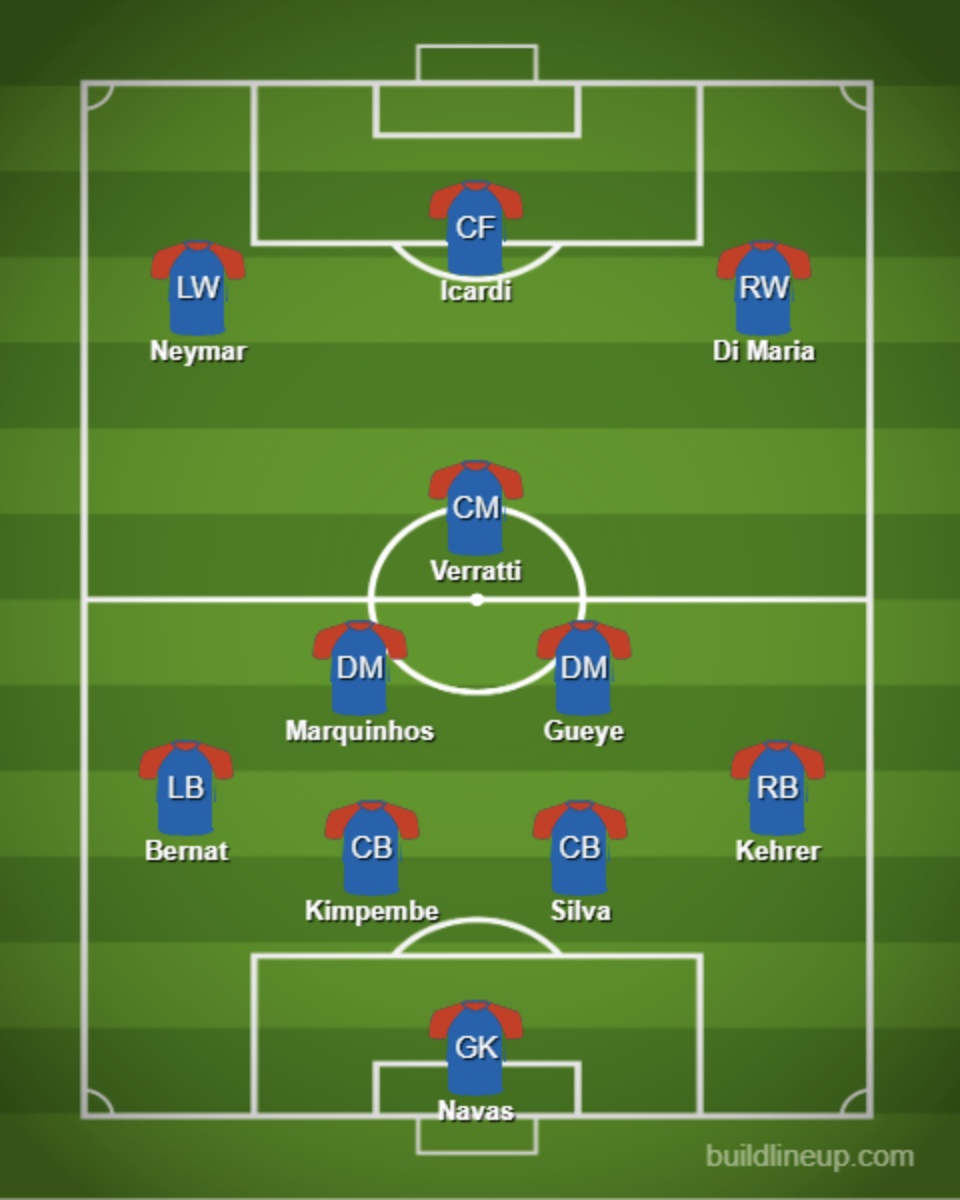 CF
Icardi
LW
Neymar
RW
Di Maria
CM
Verratti
DM
Marquinhos
DM
Gueye
LB
Bernat
RB
Kehrer
CB
Kimpembe
CB
Silva
GK
Navas
buildlineup.com